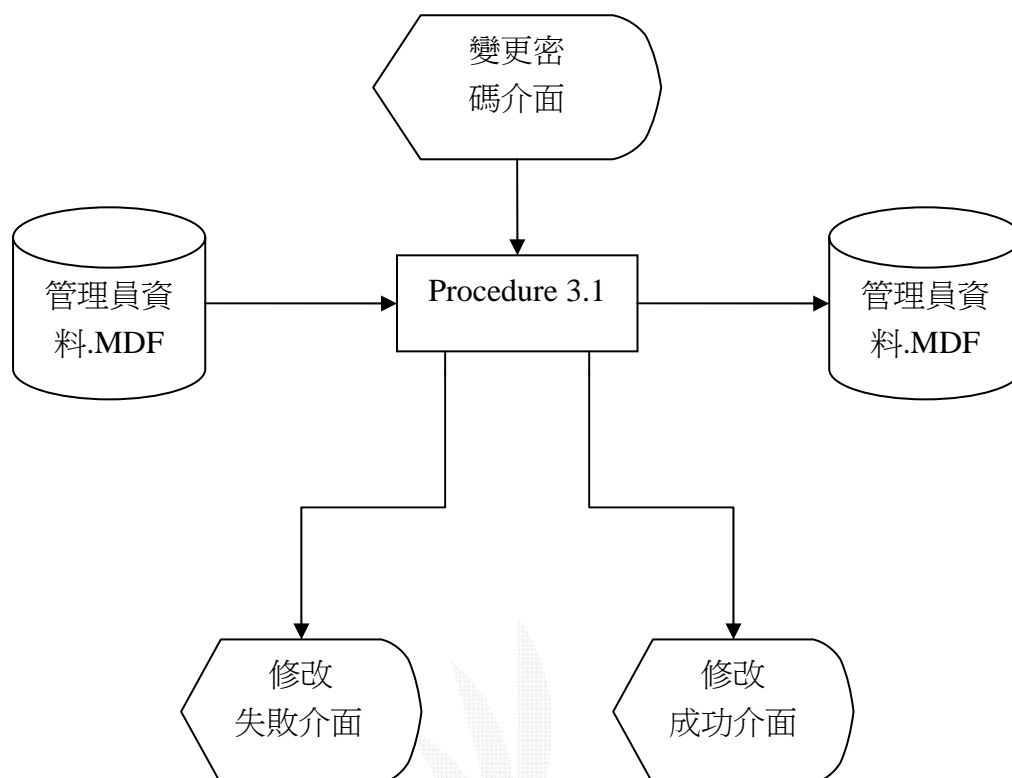 變更密
碼介面
管理員資
料.MDF
Procedure 3.1
管理員資
料.MDF
修改
失敗介面
修改
成功介面